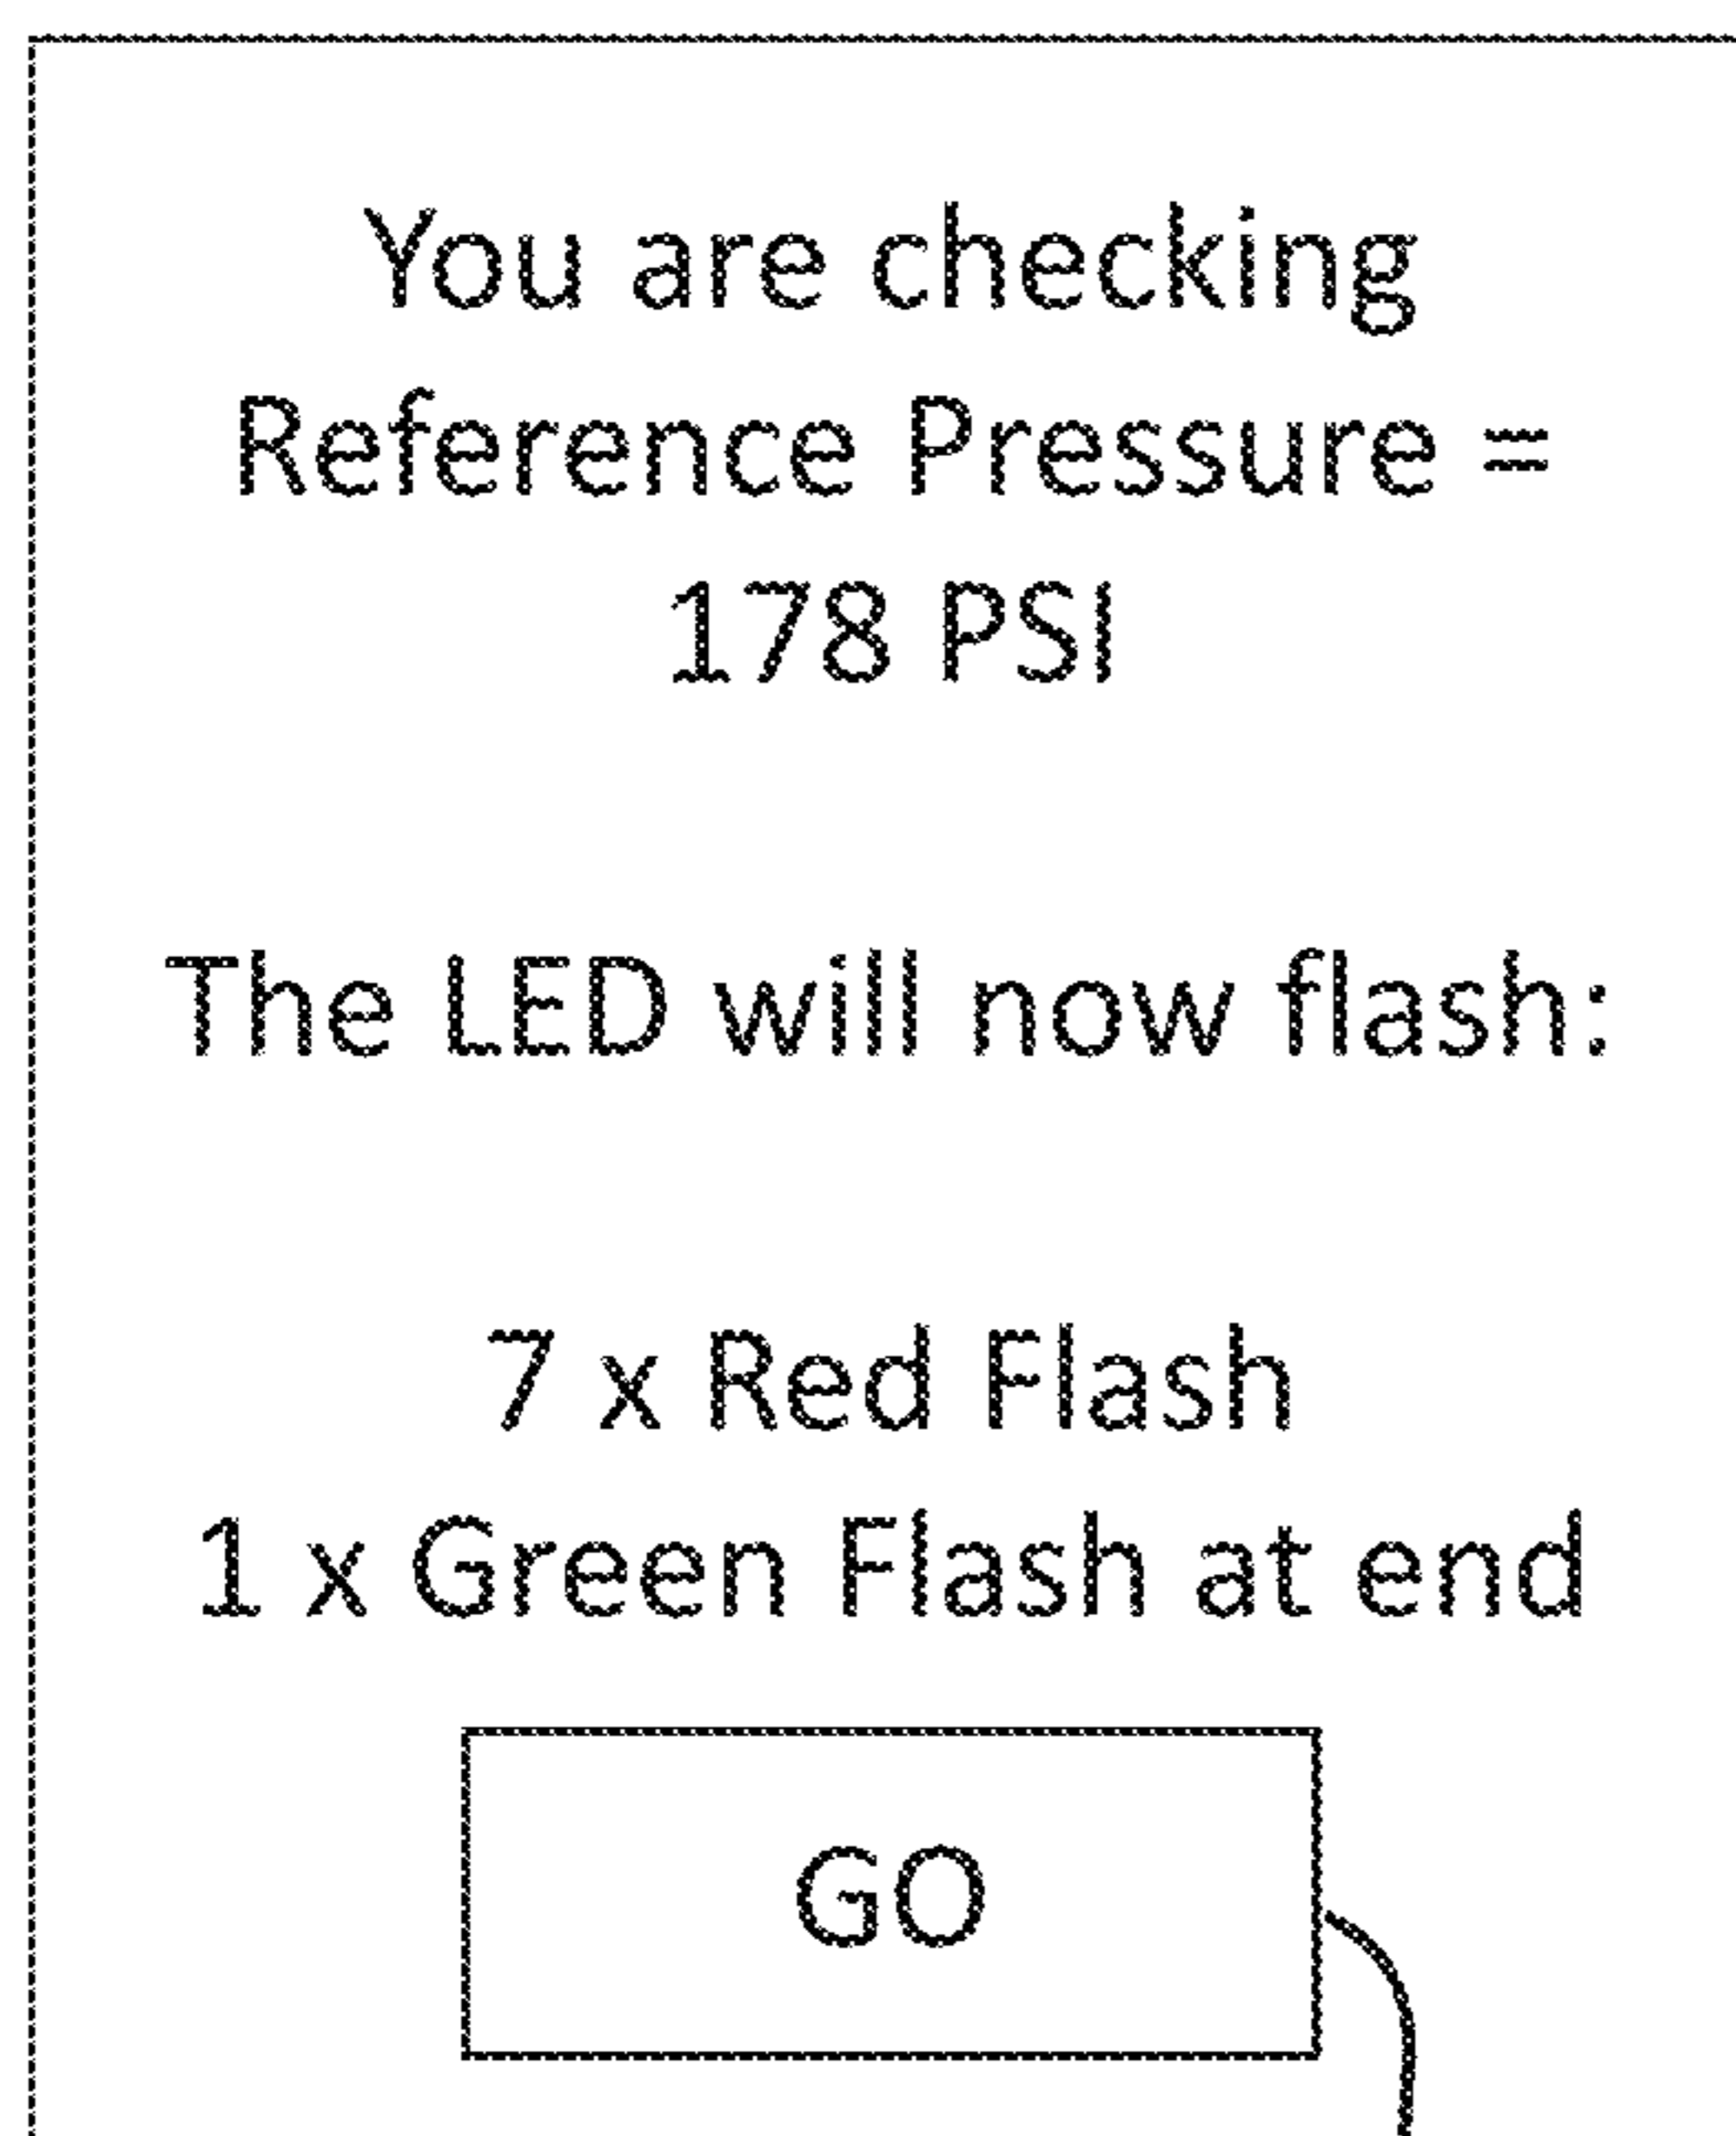 You are checking
Reference Pressure =
178 PSI
The LED will now flash:
7 x Red Flash
1 x Green Flash at end
GO